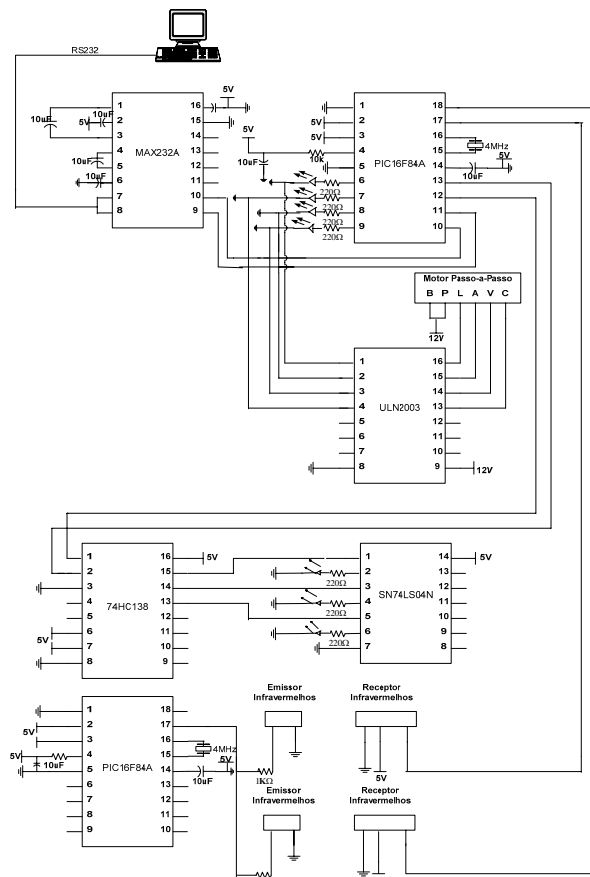 RS232
5V
10uF
1 16
2 15
3 14
4 13
5 12
6 11
7 10
8 9
MAX232A
5V
10uF
10uF
10uF
5V
10uF
10k
1 18
2 17
3 16
4 15
5 14
6 13
7 12
8 11
9 10
PIC16F84A
5V
5V
4MHz
5V
10uF
220Ω
220Ω
220Ω
220Ω
Motor Passo-a-Passo
B P L A V C
12V
1 16
2 15
3 14
4 13
5 12
6 11
7 10
8 9
ULN2003
12V
1 16
2 15
3 14
4 13
5 12
6 11
7 10
8 9
74HC138
5V
5V
1 14
2 13
3 12
4 11
5 10
6 9
7 8
SN74LS04N
5V
220Ω
220Ω
220Ω
1 18
2 17
3 16
4 15
5 14
6 13
7 12
8 11
9 10
PIC16F84A
5V
5V
10uF
4MHz
5V
10uF
Emissor
Infravermelhos
Receptor
Infravermelhos
1KΩ
5V
Emissor
Infravermelhos
Receptor
Infravermelhos